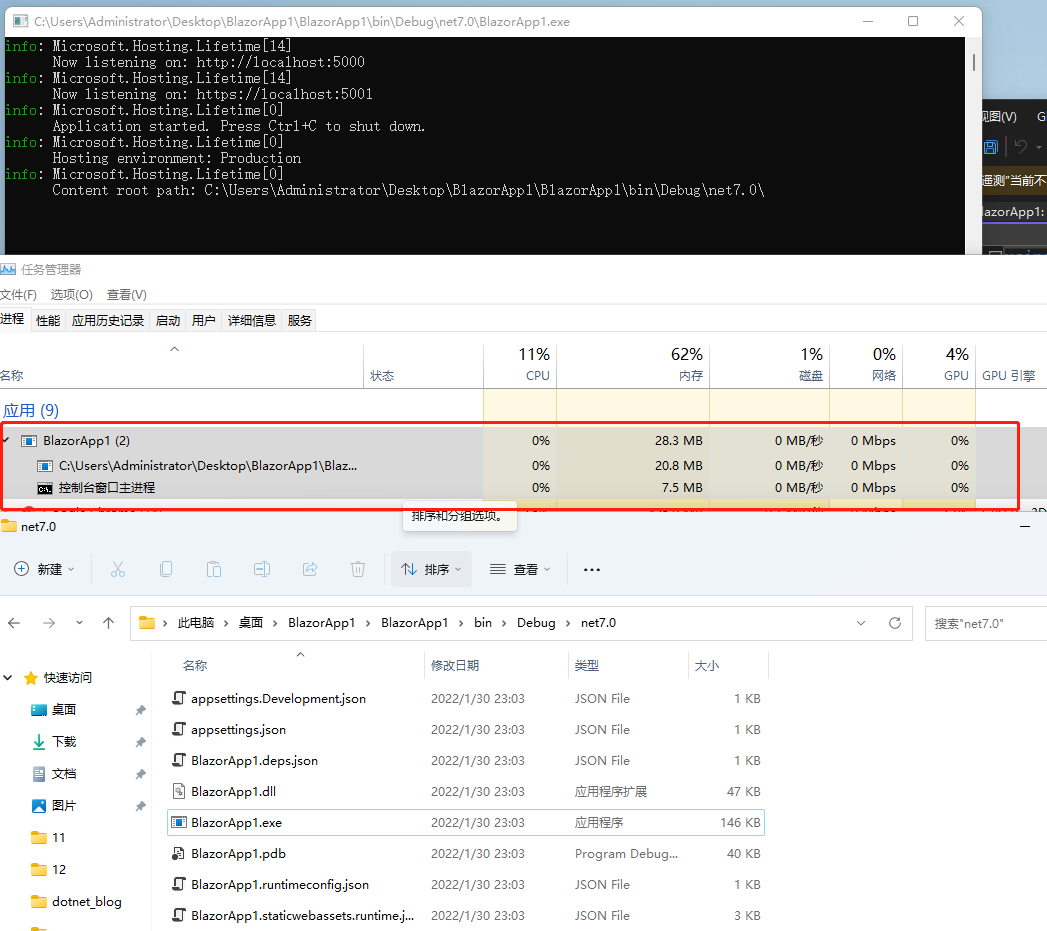 C:\Users\Administrator\Desktop\BlazorApp1\BlazorApp1\bin\Debug\net7.0\BlazorApp1.exe
info: Microsoft.Hosting.Lifetime[14]
Now listening on: http://localhost:5000
info: Microsoft.Hosting.Lifetime[14]
Now listening on: https://localhost:5001
info: Microsoft.Hosting.Lifetime[0]
Application started. Press Ctrl+C to shut down.
info: Microsoft.Hosting.Lifetime[0]
Hosting environment: Production
info: Microsoft.Hosting.Lifetime[0]
Content root path: C:\Users\Administrator\Desktop\BlazorApp1\BlazorApp1\bin\Debug\net7.0\
视图(V) G
遥测"当前不
lazorApp1:
任务管理器
文件(F) 选项(O) 查看(V)
进程 性能 应用历史记录 启动 用户 详细信息 服务
11% 62% 1% 0% 4%
名称 状态 CPU 内存 磁盘 网络 GPU GPU 引擎
应用 (9)
BlazorApp1 (2) 0% 28.3 MB 0 MB/秒 0 Mbps 0%
C:\Users\Administrator\Desktop\BlazorApp1\Blaz... 0% 20.8 MB 0 MB/秒 0 Mbps 0%
控制台窗口主进程 0% 7.5 MB 0 MB/秒 0 Mbps 0%
排序和分组选项。
net7.0
新建 排序 查看 ...
此电脑 › 桌面 › BlazorApp1 › BlazorApp1 › bin › Debug › net7.0
搜索"net7.0"
名称 修改日期 类型 大小
快速访问
桌面
下载
文档
图片
11
12
dotnet_blog
appsettings.Development.json 2022/1/30 23:03 JSON File 1 KB
appsettings.json 2022/1/30 23:03 JSON File 1 KB
BlazorApp1.deps.json 2022/1/30 23:03 JSON File 1 KB
BlazorApp1.dll 2022/1/30 23:03 应用程序扩展 47 KB
BlazorApp1.exe 2022/1/30 23:03 应用程序 146 KB
BlazorApp1.pdb 2022/1/30 23:03 Program Debug... 40 KB
BlazorApp1.runtimeconfig.json 2022/1/30 23:03 JSON File 1 KB
BlazorApp1.staticwebassets.runtime.j... 2022/1/30 23:03 JSON File 3 KB